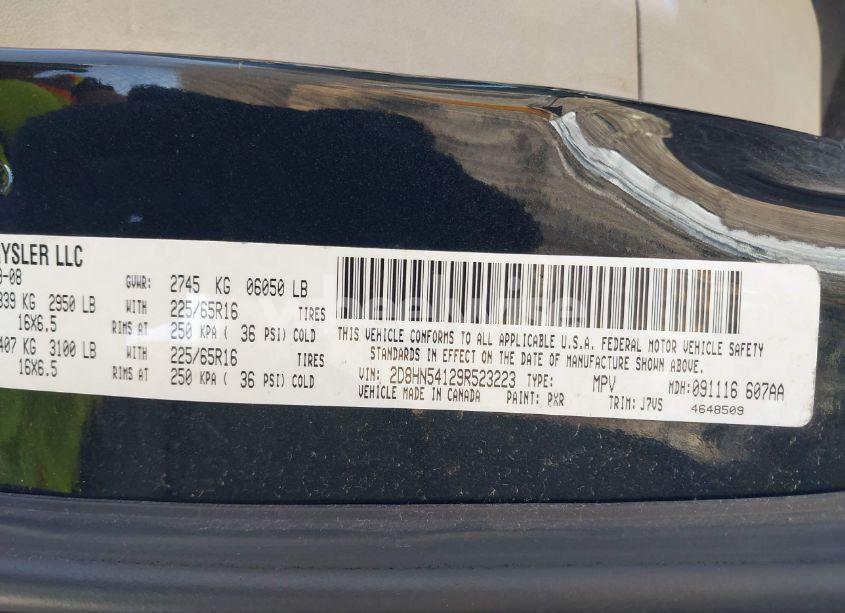 RYSLER LLC
9-08
GVWR: 2745 KG 06050 LB
339 KG 2950 LB WITH 225/65R16 TIRES
16X6.5 RIMS AT 250 KPA ( 36 PSI) COLD
407 KG 3100 LB WITH 225/65R16 TIRES
16X6.5 RIMS AT 250 KPA ( 36 PSI) COLD
THIS VEHICLE CONFORMS TO ALL APPLICABLE U.S.A. FEDERAL MOTOR VEHICLE SAFETY
STANDARDS IN EFFECT ON THE DATE OF MANUFACTURE SHOWN ABOVE.
VIN: 2D8HN54129R523223 TYPE: MPV MDH:091116 607AA
VEHICLE MADE IN CANADA PAINT: PXR TRIM: J7VS
4648509